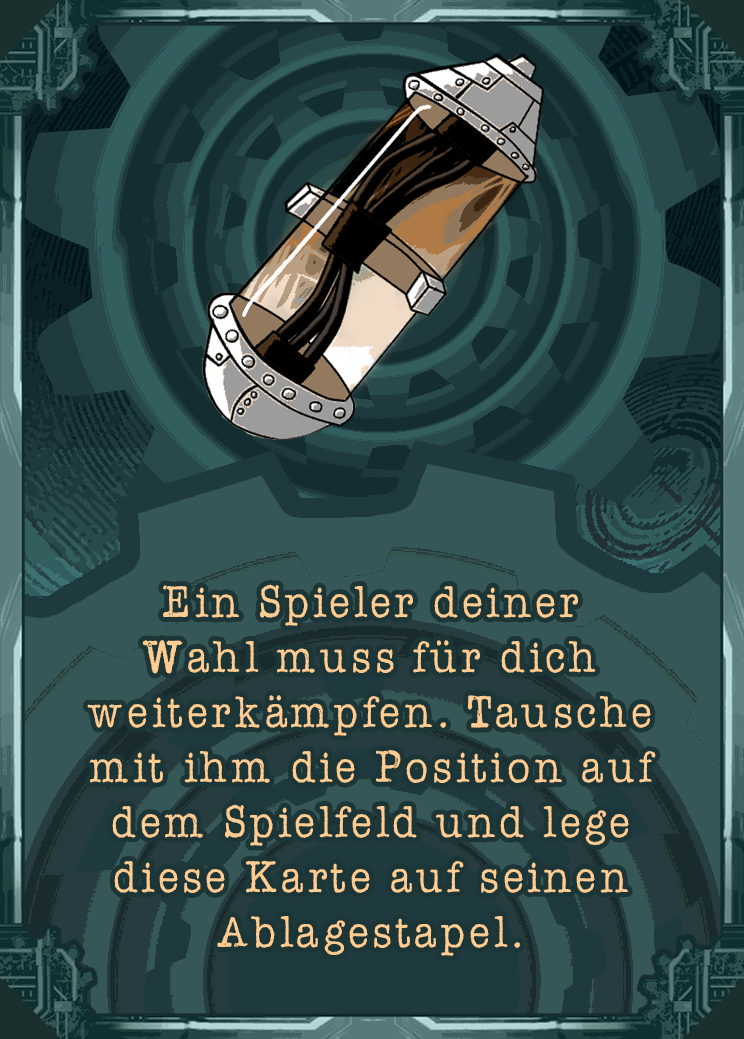 Ein Spieler deiner
Wahl muss für dich
weiterkämpfen. Tausche
mit ihm die Position auf
dem Spielfeld und lege
diese Karte auf seinen
Ablagestapel.